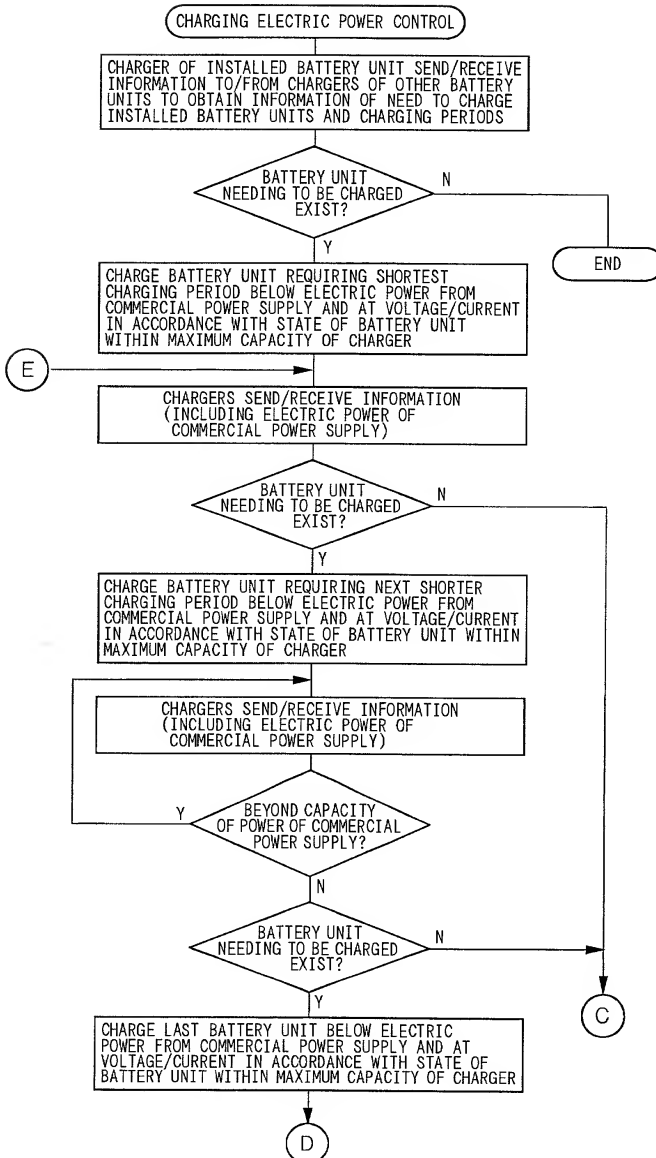 CHARGING ELECTRIC POWER CONTROL
CHARGER OF INSTALLED BATTERY UNIT SEND/RECEIVE
INFORMATION TO/FROM CHARGERS OF OTHER BATTERY
UNITS TO OBTAIN INFORMATION OF NEED TO CHARGE
INSTALLED BATTERY UNITS AND CHARGING PERIODS
BATTERY UNIT
NEEDING TO BE CHARGED
EXIST?
N
Y
END
CHARGE BATTERY UNIT REQUIRING SHORTEST
CHARGING PERIOD BELOW ELECTRIC POWER FROM
COMMERCIAL POWER SUPPLY AND AT VOLTAGE/CURRENT
IN ACCORDANCE WITH STATE OF BATTERY UNIT
WITHIN MAXIMUM CAPACITY OF CHARGER
E
CHARGERS SEND/RECEIVE INFORMATION
(INCLUDING ELECTRIC POWER OF
COMMERCIAL POWER SUPPLY)
BATTERY UNIT
NEEDING TO BE CHARGED
EXIST?
N
Y
CHARGE BATTERY UNIT REQUIRING NEXT SHORTER
CHARGING PERIOD BELOW ELECTRIC POWER FROM
COMMERCIAL POWER SUPPLY AND AT VOLTAGE/CURRENT
IN ACCORDANCE WITH STATE OF BATTERY UNIT WITHIN
MAXIMUM CAPACITY OF CHARGER
CHARGERS SEND/RECEIVE INFORMATION
(INCLUDING ELECTRIC POWER OF
COMMERCIAL POWER SUPPLY)
Y
BEYOND CAPACITY
OF POWER OF COMMERCIAL
POWER SUPPLY?
N
BATTERY UNIT
NEEDING TO BE CHARGED
EXIST?
N
Y
C
CHARGE LAST BATTERY UNIT BELOW ELECTRIC
POWER FROM COMMERCIAL POWER SUPPLY AND AT
VOLTAGE/CURRENT IN ACCORDANCE WITH STATE OF
BATTERY UNIT WITHIN MAXIMUM CAPACITY OF CHARGER
D